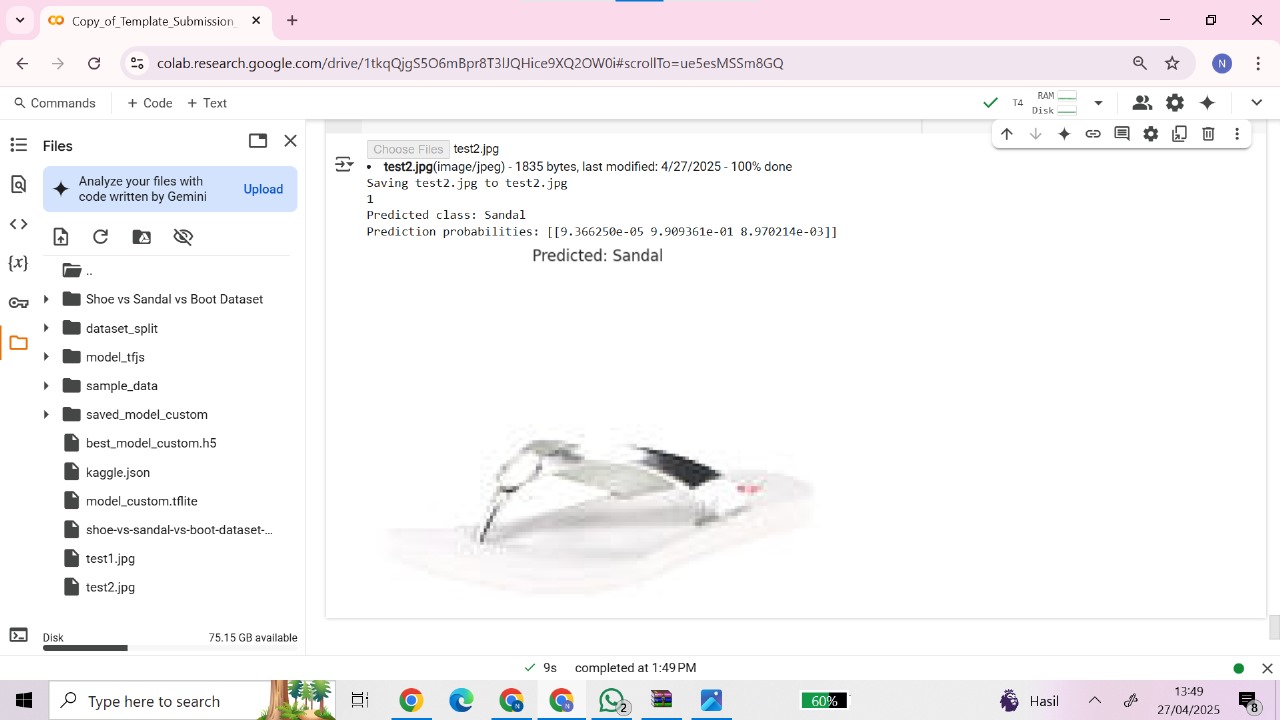 Copy_of_Template_Submission_
colab.research.google.com/drive/1tkqQjgS5O6mBpr8T3lJQHice9XQ2OW0i#scrollTo=ue5esMSSm8GQ
N
Commands
+ Code
+ Text
T4
RAM
Disk
Files
Analyze your files with
code written by Gemini
Upload
..
Shoe vs Sandal vs Boot Dataset
dataset_split
model_tfjs
sample_data
saved_model_custom
best_model_custom.h5
kaggle.json
model_custom.tflite
shoe-vs-sandal-vs-boot-dataset-...
test1.jpg
test2.jpg
Disk
75.15 GB available
Choose Files test2.jpg
• test2.jpg(image/jpeg) - 1835 bytes, last modified: 4/27/2025 - 100% done
Saving test2.jpg to test2.jpg
1
Predicted class: Sandal
Prediction probabilities: [[9.366250e-05 9.909361e-01 8.970214e-03]]
Predicted: Sandal
9s completed at 1:49 PM
Type here to search
2
60%
Hasil
13:49
27/04/2025
8